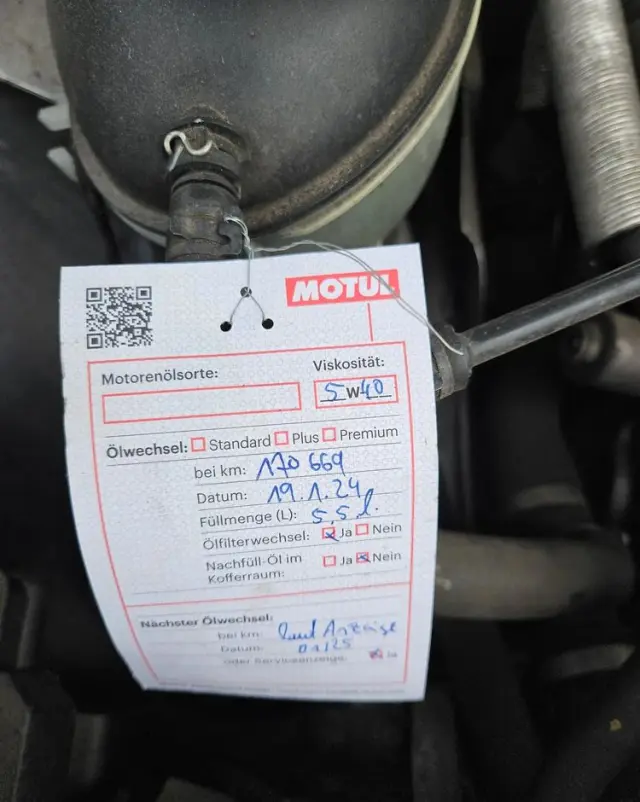 MOTUL
Motorenölsorte:
Viskosität:
5W40
Ölwechsel: Standard Plus Premium
bei km: 170 669
Datum: 19.1.24
Füllmenge (L): 5,5 l.
Ölfilterwechsel: Ja Nein
Nachfüll-Öl im Kofferraum: Ja Nein
Nächster Ölwechsel:
bei km: laut Anzeige
Datum: 01/25
oder Serviceanzeige: Ja